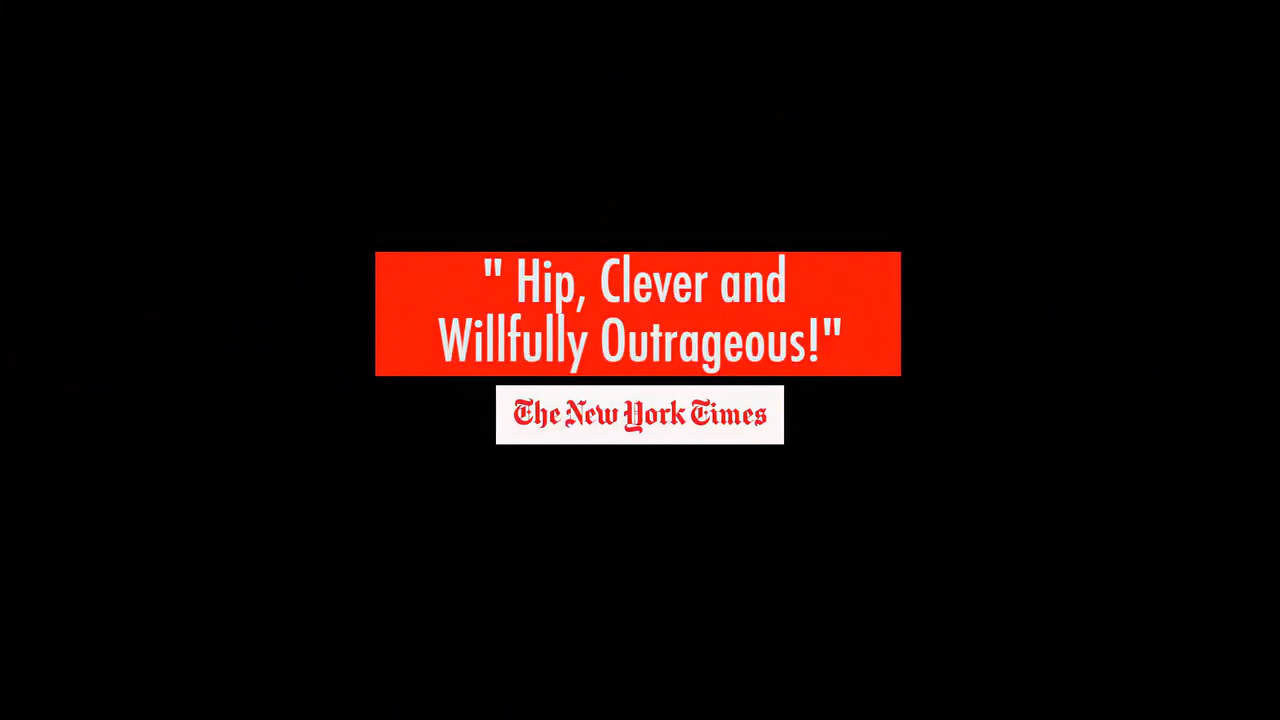 " Hip, Clever and
Willfully Outrageous!"
The New York Times